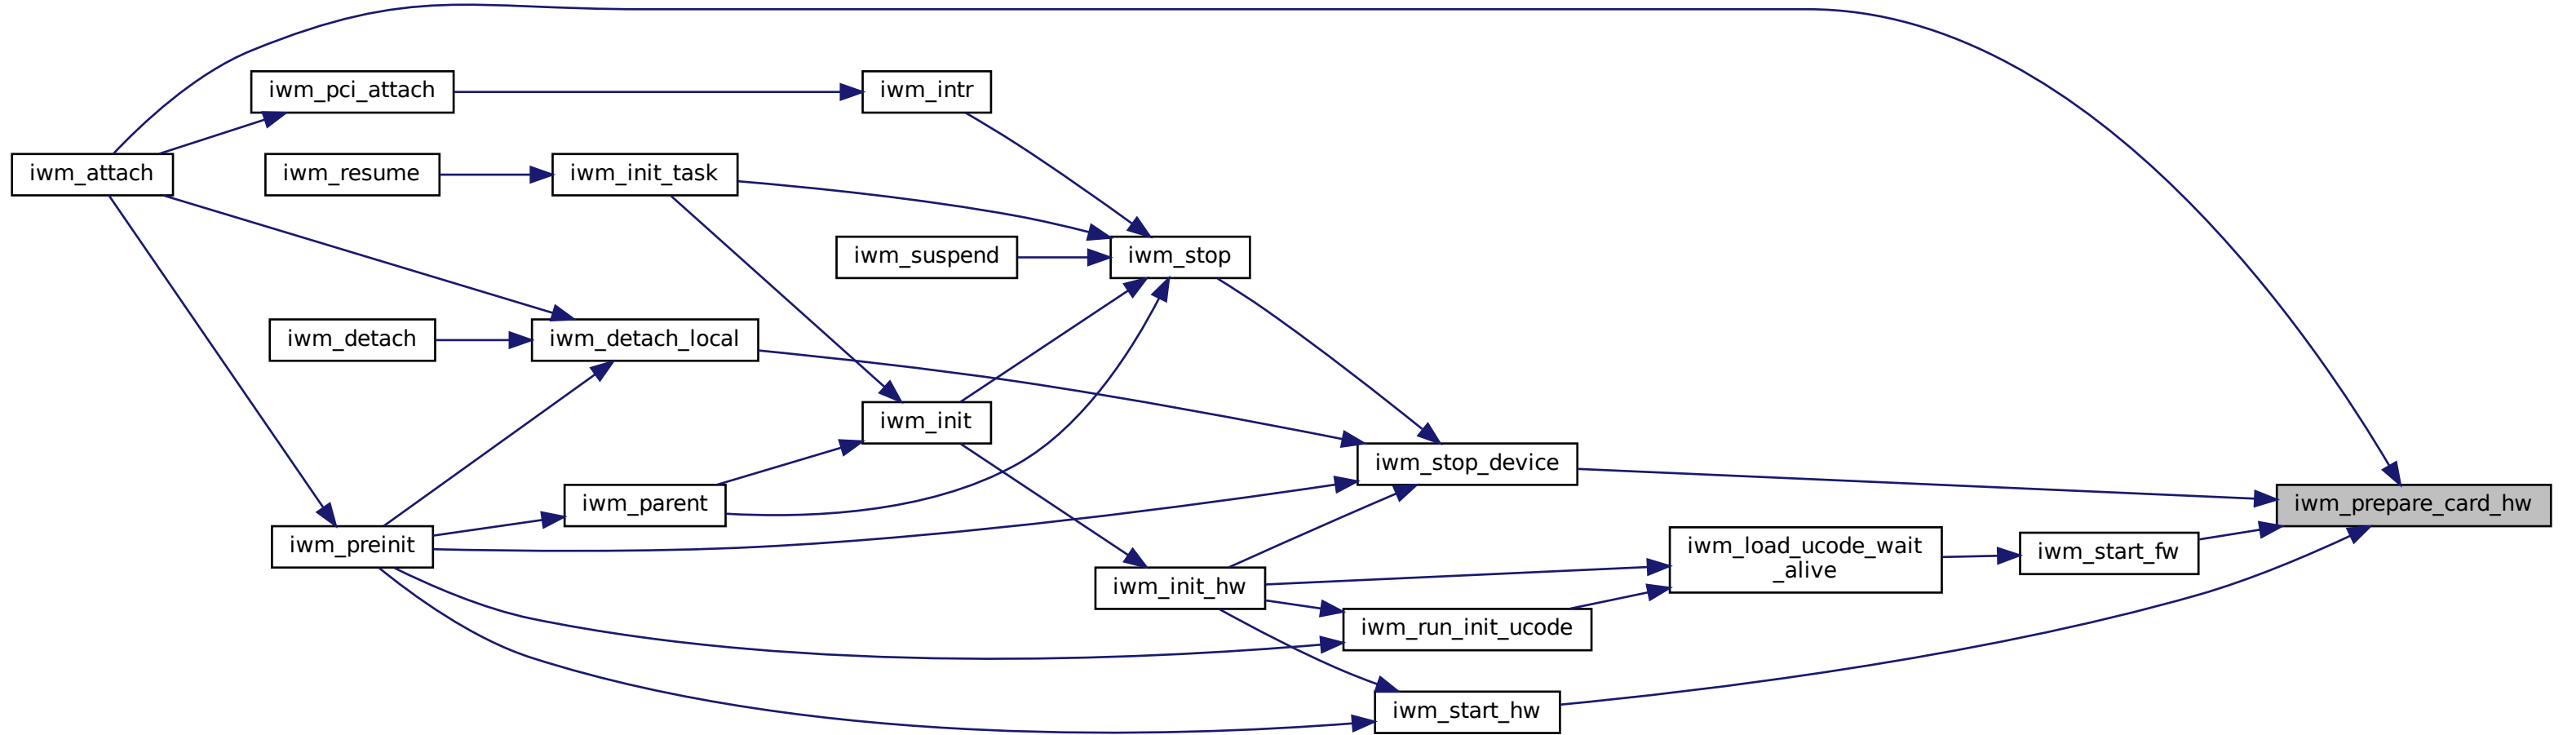 iwm_pci_attach
iwm_intr
iwm_attach
iwm_resume
iwm_init_task
iwm_suspend
iwm_stop
iwm_detach
iwm_detach_local
iwm_init
iwm_stop_device
iwm_parent
iwm_prepare_card_hw
iwm_preinit
iwm_load_ucode_wait
_alive
iwm_start_fw
iwm_init_hw
iwm_run_init_ucode
iwm_start_hw